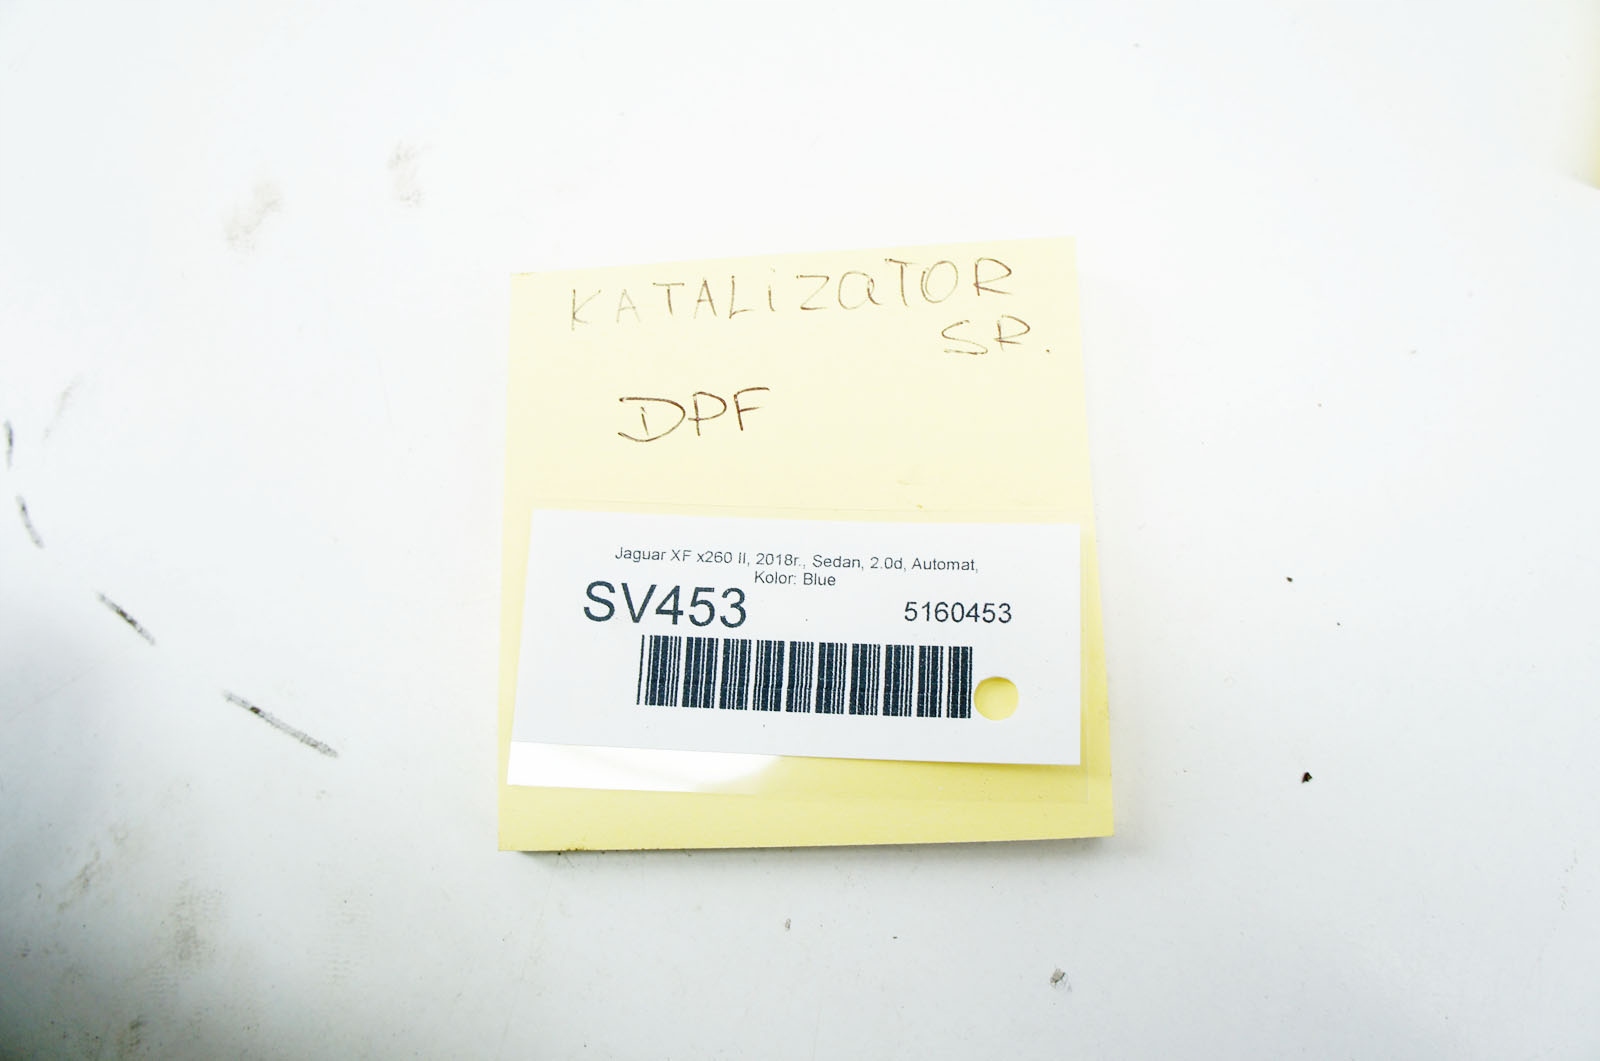 KATALiZaTOR
SR.
DPF
Jaguar XF x260 II, 2018r., Sedan, 2.0d, Automat,
Kolor: Blue
SV453 5160453